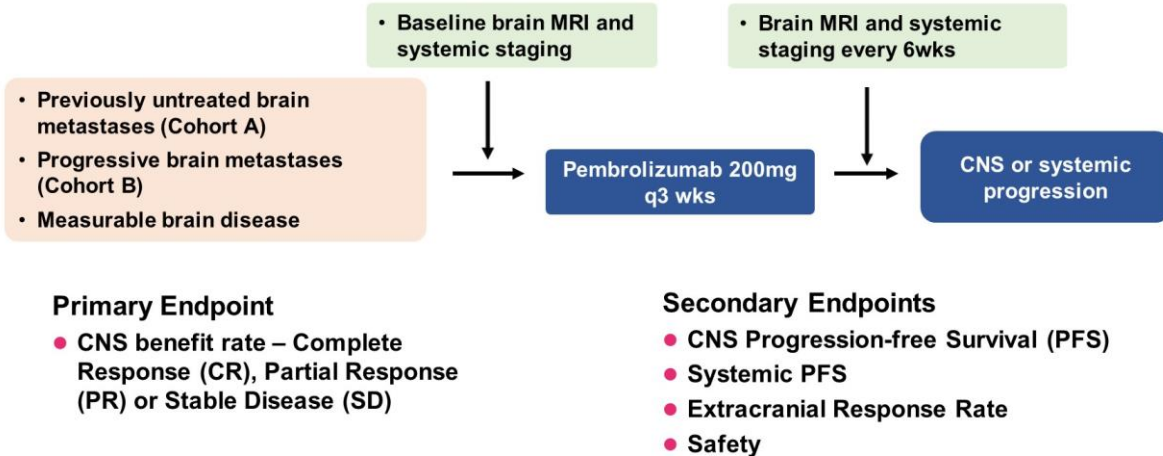 • Baseline brain MRI and
systemic staging
• Brain MRI and systemic
staging every 6wks
• Previously untreated brain
metastases (Cohort A)
• Progressive brain metastases
(Cohort B)
• Measurable brain disease
Pembrolizumab 200mg
q3 wks
CNS or systemic
progression
Primary Endpoint
• CNS benefit rate – Complete
Response (CR), Partial Response
(PR) or Stable Disease (SD)
Secondary Endpoints
• CNS Progression-free Survival (PFS)
• Systemic PFS
• Extracranial Response Rate
• Safety